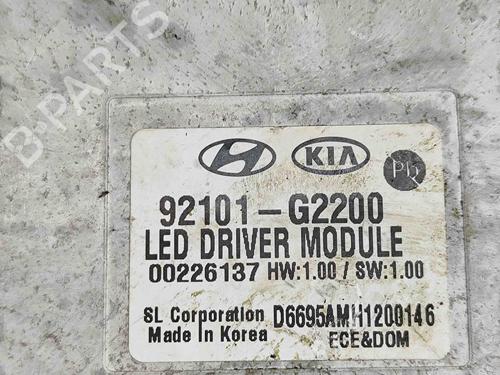 B-PARTS
HYUNDAI KIA PK
92101-G2200
LED DRIVER MODULE
00226137 HW:1.00 / SW:1.00
SL Corporation D6695AMH1200146
Made in Korea ECE&DOM